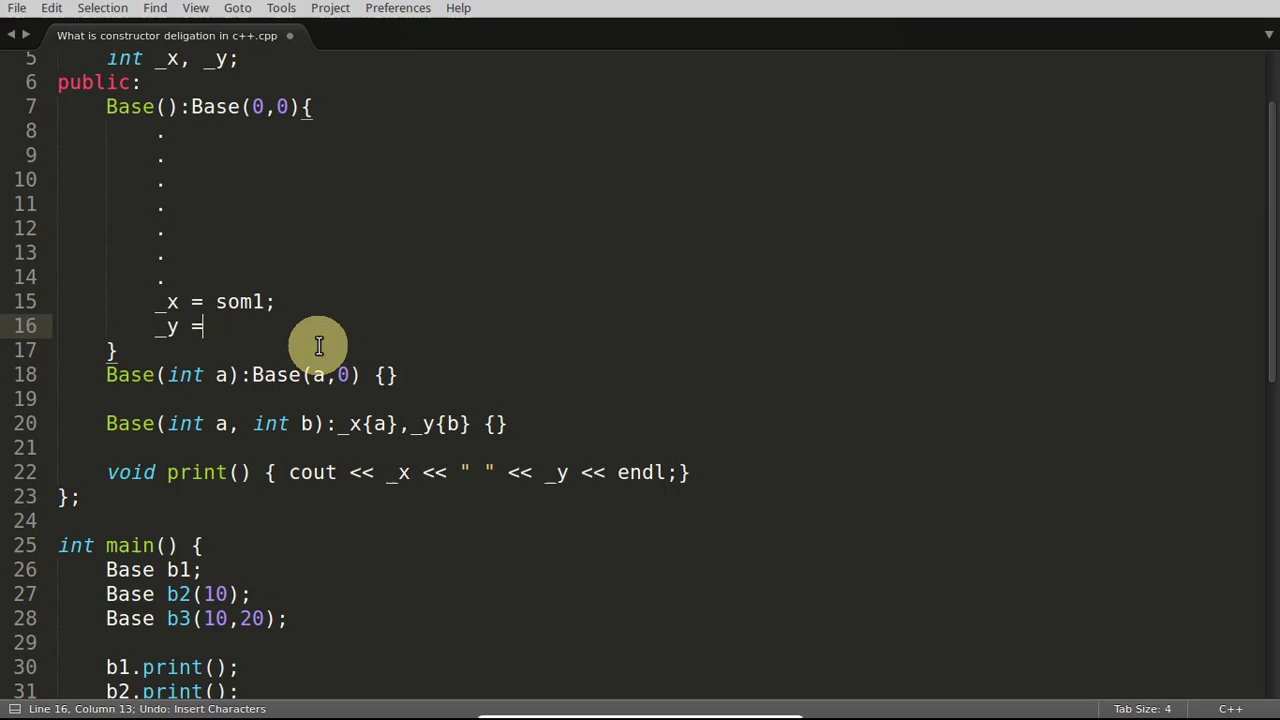 File Edit Selection Find View Goto Tools Project Preferences Help
What is constructor deligation in c++.cpp
5 int _x, _y;
6 public:
7 Base():Base(0,0){
8 .
9 .
10 .
11 .
12 .
13 .
14 .
15 _x = som1;
16 _y =
17 }
18 Base(int a):Base(a,0) {}
19
20 Base(int a, int b):_x{a},_y{b} {}
21
22 void print() { cout << _x << " " << _y << endl;}
23 };
24
25 int main() {
26 Base b1;
27 Base b2(10);
28 Base b3(10,20);
29
30 b1.print();
31 b2.print();
Line 16, Column 13; Undo: Insert Characters Tab Size: 4 C++